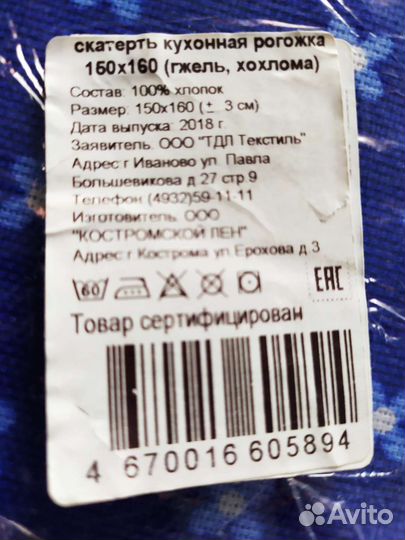 скатерть кухонная рогожка
150х160 (гжель, хохлома)
Состав: 100% хлопок
Размер: 150х160 (± 3 см)
Дата выпуска: 2018 г.
Заявитель: ООО "ТДЛ Текстиль"
Адрес г Иваново ул. Павла
Большевикова д 27 стр.9
Телефон (4932)59-11-11
Изготовитель: ООО
"КОСТРОМСКОЙ ЛЕН"
Адрес г Кострома ул. Ерохова д.3
60
EAC
Товар сертифицирован
4 670016 605894
Avito